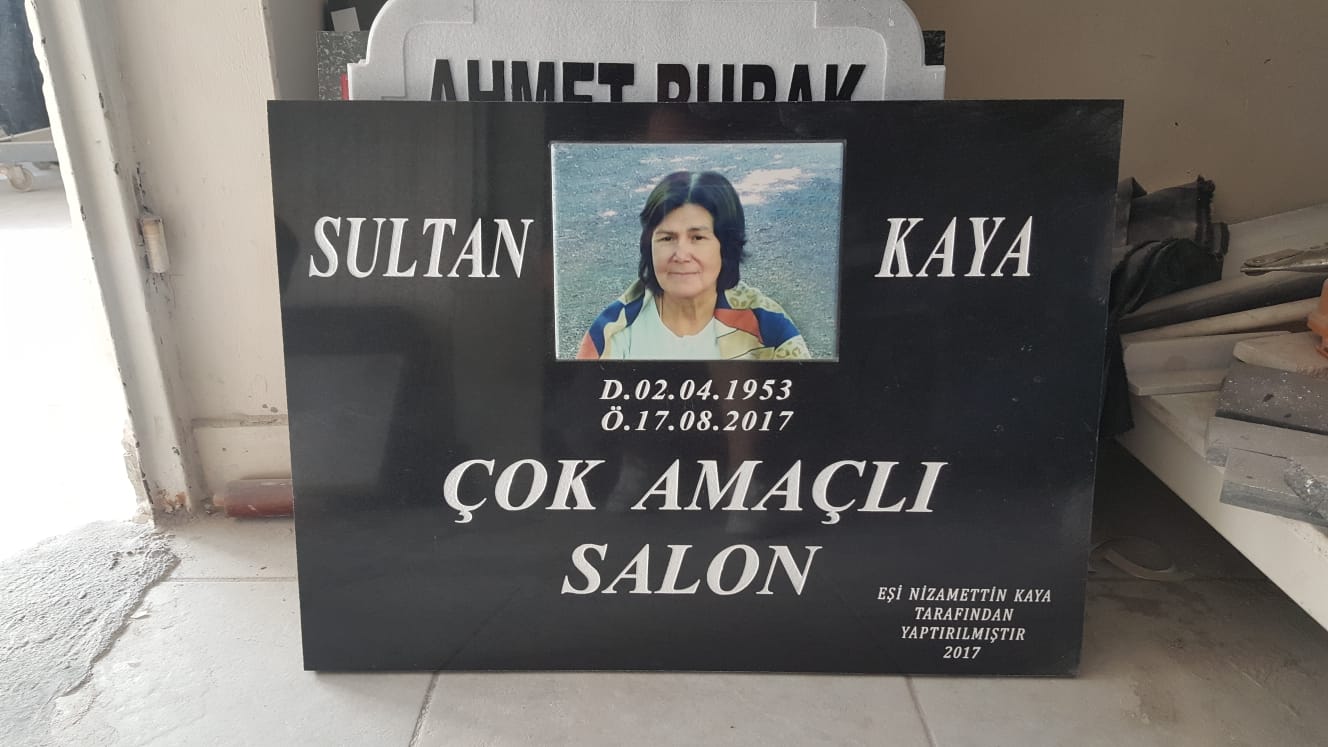 AHMET BURAK
SULTAN KAYA
D.02.04.1953
Ö.17.08.2017
ÇOK AMAÇLI
SALON
EŞİ NİZAMETTİN KAYA
TARAFINDAN
YAPTIRILMIŞTIR
2017